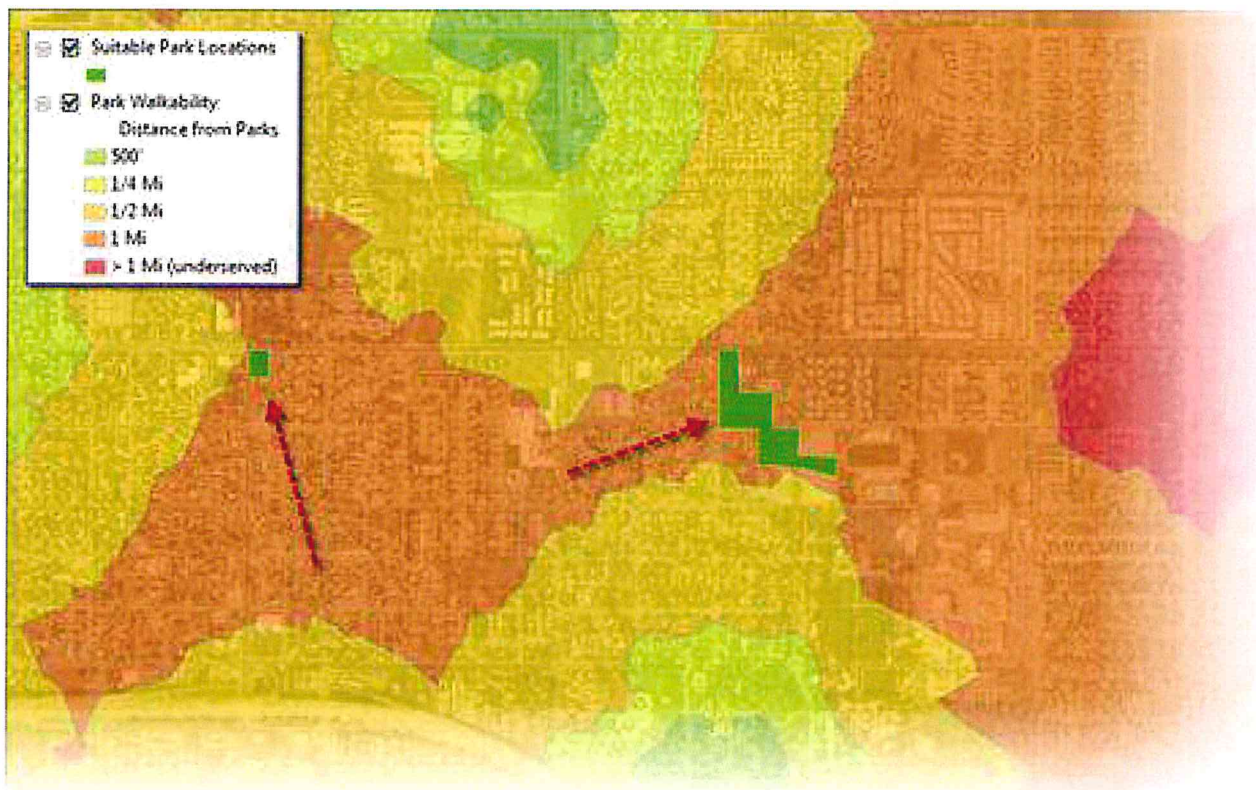 Suitable Park Locations
Park Walkability
Distance from Parks
500'
1/4 Mi
1/2 Mi
1 Mi
> 1 Mi (underserved)